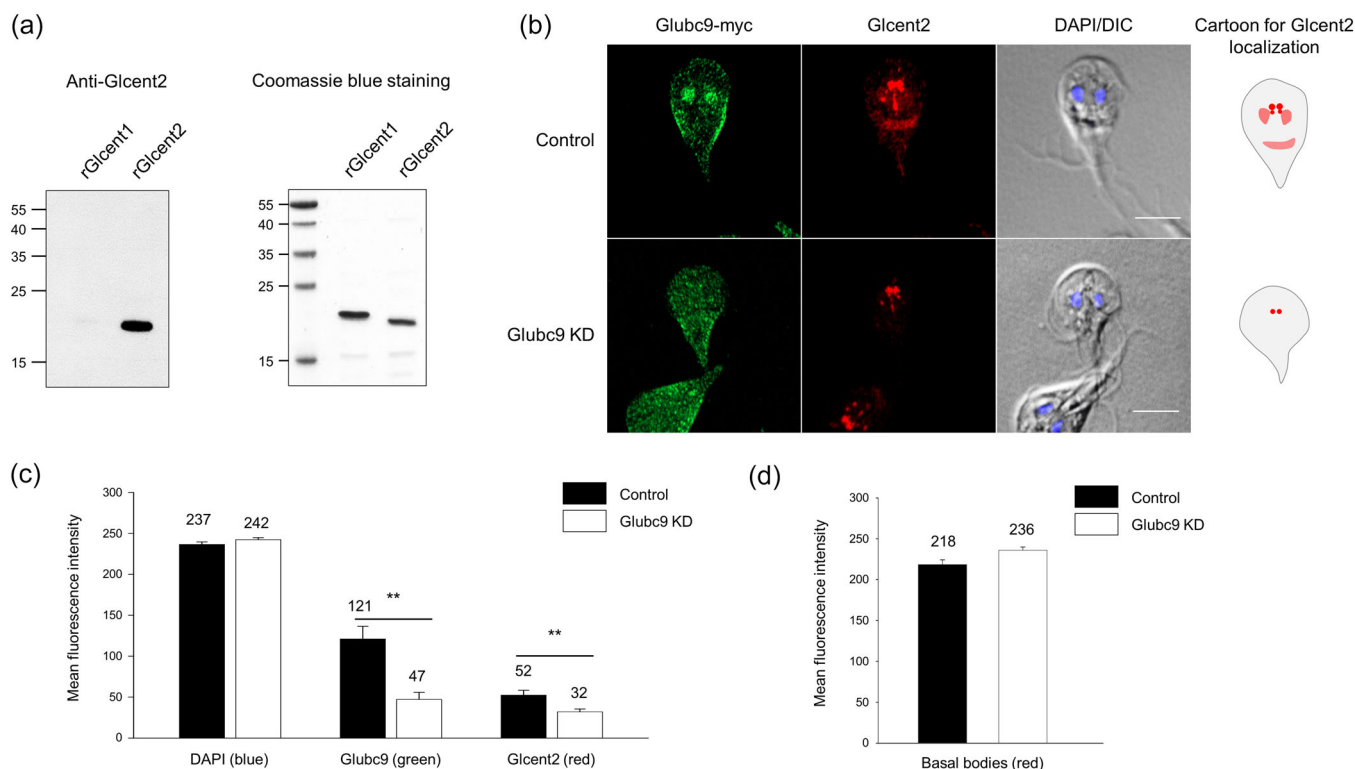 (a)
Anti-Glcent2
Coomassie blue staining
rGlcent1
rGlcent2
rGlcent1
rGlcent2
55
40
35
25
15
55
40
35
25
15
(b)
Glubc9-myc
Glcent2
DAPI/DIC
Cartoon for Glcent2
localization
Control
Glubc9 KD
(c)
Mean fluorescence intensity
300
250
200
150
100
50
0
237
242
121
**
47
52
**
32
Control
Glubc9 KD
DAPI (blue)
Glubc9 (green)
Glcent2 (red)
(d)
Mean fluorescence intensity
300
250
200
150
100
50
0
218
236
Control
Glubc9 KD
Basal bodies (red)